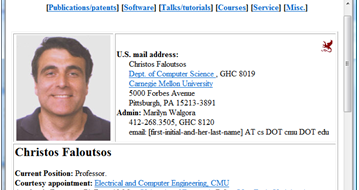 [Publications/patents] [Software] [Talks/tutorials] [Courses] [Service] [Misc.]
U.S. mail address:
Christos Faloutsos
Dept. of Computer Science , GHC 8019
Carnegie Mellon University
5000 Forbes Avenue
Pittsburgh, PA 15213-3891
Admin: Marilyn Walgora
412-268.3505, GHC 8120
email: [first-initial-and-her-last-name] AT cs DOT cmu DOT edu
Christos Faloutsos
Current Position: Professor.
Courtesy appointment: Electrical and Computer Engineering, CMU